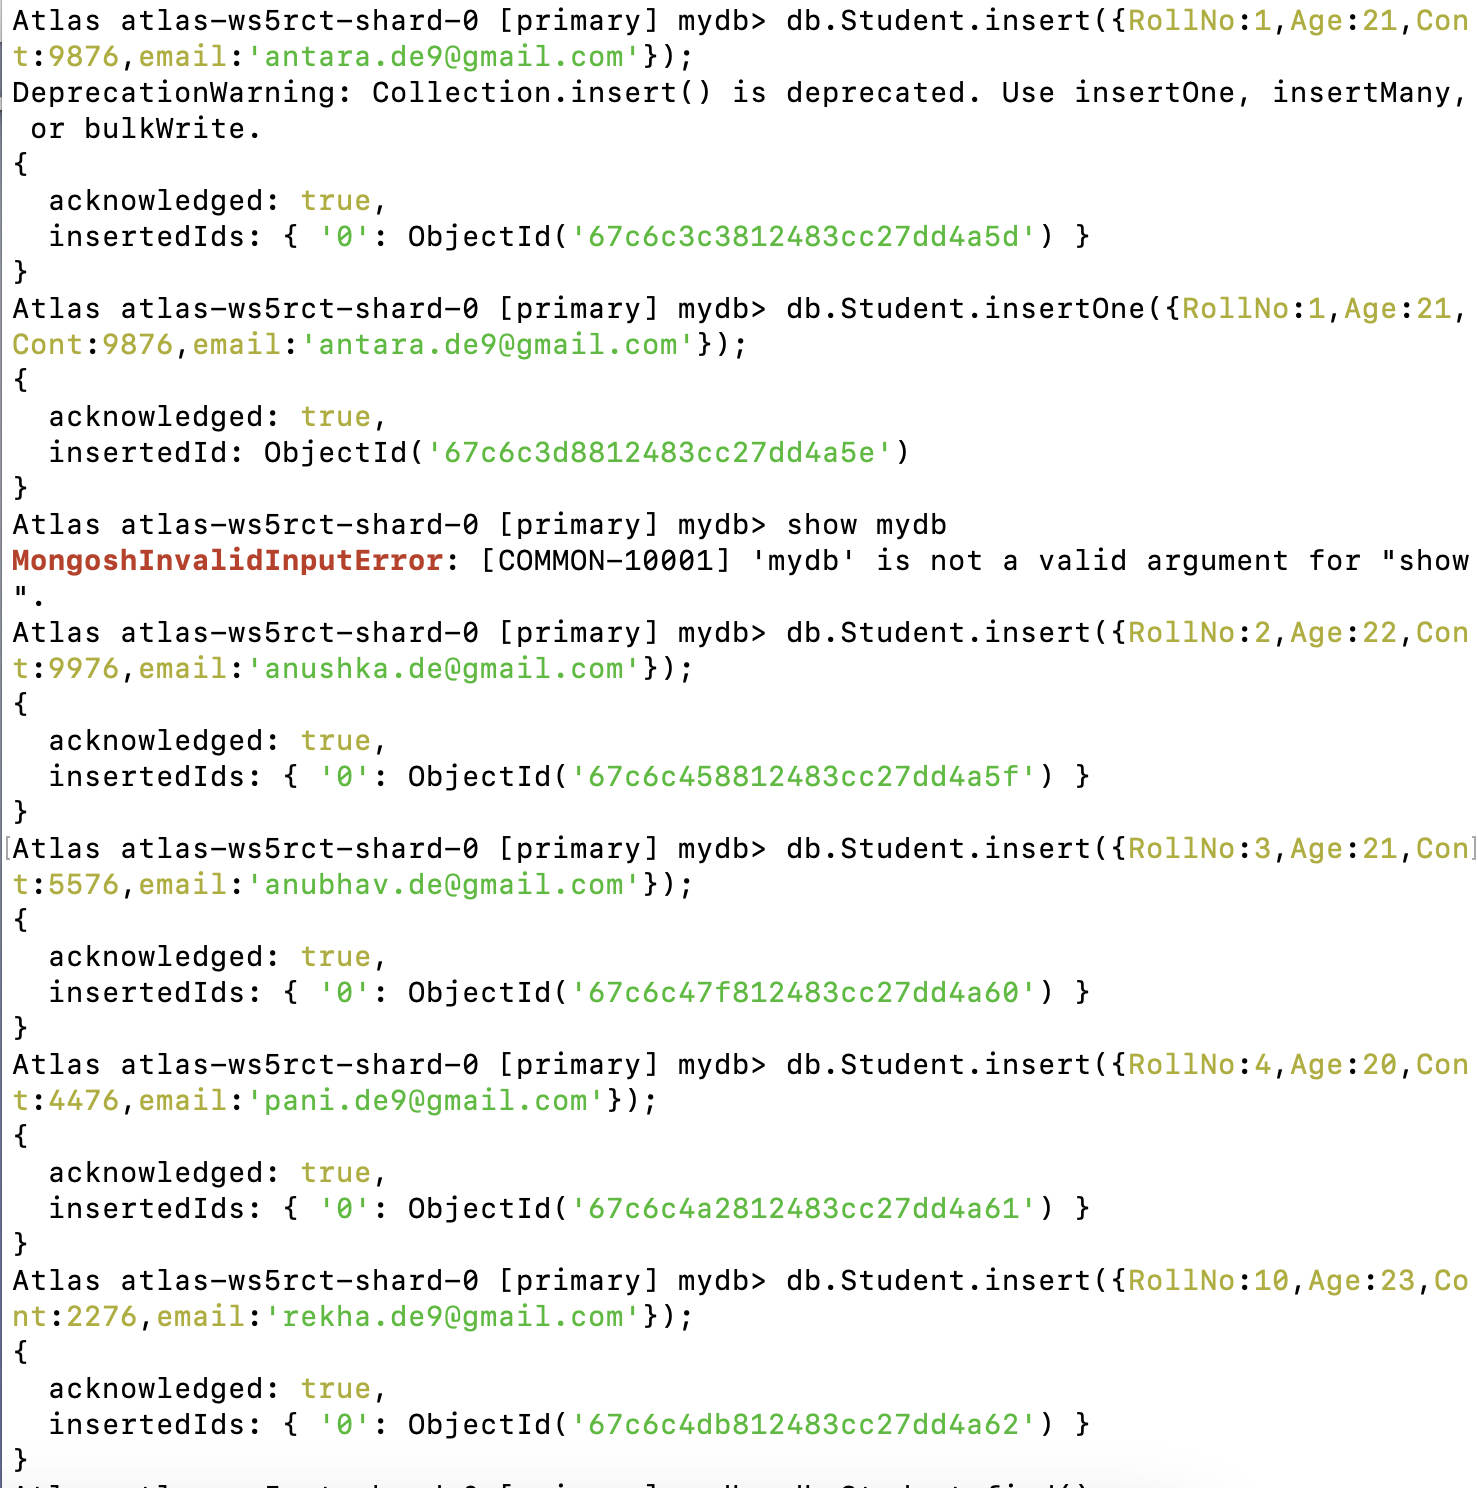 Atlas atlas-ws5rct-shard-0 [primary] mydb> db.Student.insert({RollNo:1,Age:21,Con
t:9876,email:'antara.de9@gmail.com'});
DeprecationWarning: Collection.insert() is deprecated. Use insertOne, insertMany,
 or bulkWrite.
{
  acknowledged: true,
  insertedIds: { '0': ObjectId('67c6c3c3812483cc27dd4a5d') }
}
Atlas atlas-ws5rct-shard-0 [primary] mydb> db.Student.insertOne({RollNo:1,Age:21,
Cont:9876,email:'antara.de9@gmail.com'});
{
  acknowledged: true,
  insertedId: ObjectId('67c6c3d8812483cc27dd4a5e')
}
Atlas atlas-ws5rct-shard-0 [primary] mydb> show mydb
MongoshInvalidInputError: [COMMON-10001] 'mydb' is not a valid argument for "show
".
Atlas atlas-ws5rct-shard-0 [primary] mydb> db.Student.insert({RollNo:2,Age:22,Con
t:9976,email:'anushka.de@gmail.com'});
{
  acknowledged: true,
  insertedIds: { '0': ObjectId('67c6c458812483cc27dd4a5f') }
}
[Atlas atlas-ws5rct-shard-0 [primary] mydb> db.Student.insert({RollNo:3,Age:21,Con]
t:5576,email:'anubhav.de@gmail.com'});
{
  acknowledged: true,
  insertedIds: { '0': ObjectId('67c6c47f812483cc27dd4a60') }
}
Atlas atlas-ws5rct-shard-0 [primary] mydb> db.Student.insert({RollNo:4,Age:20,Con
t:4476,email:'pani.de9@gmail.com'});
{
  acknowledged: true,
  insertedIds: { '0': ObjectId('67c6c4a2812483cc27dd4a61') }
}
Atlas atlas-ws5rct-shard-0 [primary] mydb> db.Student.insert({RollNo:10,Age:23,Co
nt:2276,email:'rekha.de9@gmail.com'});
{
  acknowledged: true,
  insertedIds: { '0': ObjectId('67c6c4db812483cc27dd4a62') }
}